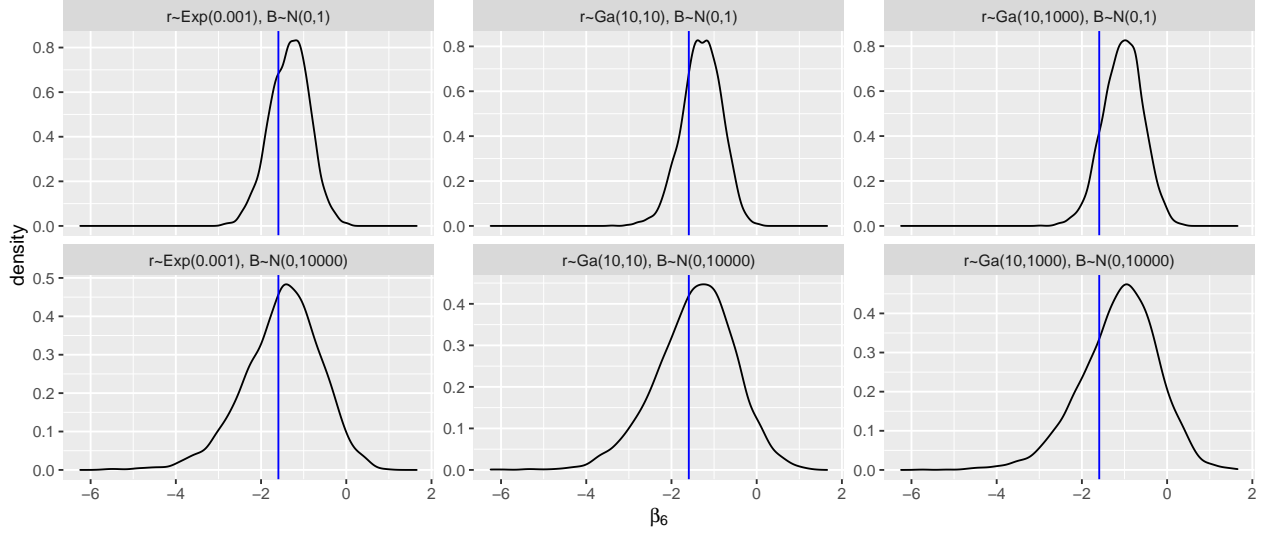 r~Exp(0.001), B~N(0,1)
r~Ga(10,10), B~N(0,1)
r~Ga(10,1000), B~N(0,1)
0.8
0.6
0.4
0.2
0.0
0.8
0.6
0.4
0.2
0.0
0.8
0.6
0.4
0.2
0.0
density
r~Exp(0.001), B~N(0,10000)
r~Ga(10,10), B~N(0,10000)
r~Ga(10,1000), B~N(0,10000)
0.5
0.4
0.3
0.2
0.1
0.0
0.4
0.3
0.2
0.1
0.0
0.4
0.3
0.2
0.1
0.0
−6 −4 −2 0 2
−6 −4 −2 0 2
−6 −4 −2 0 2
β6